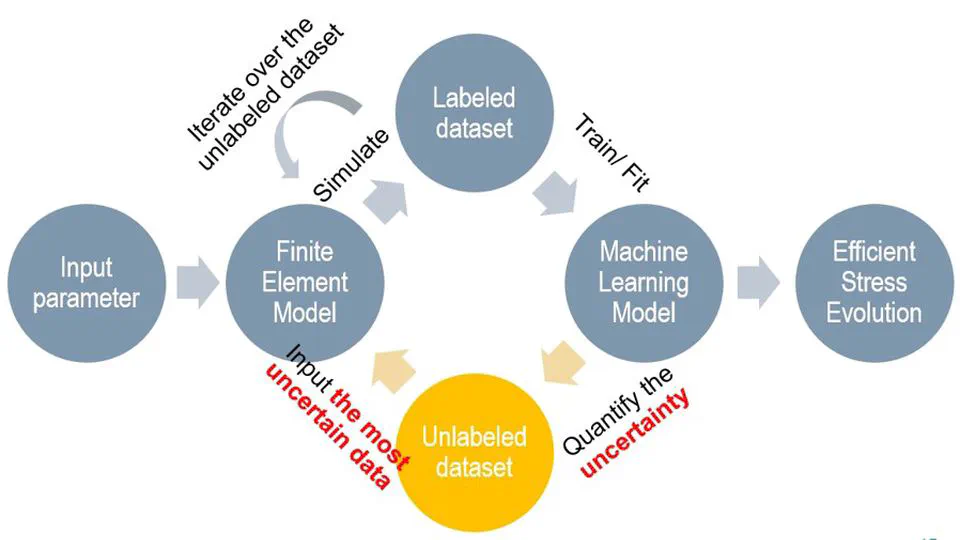 Iterate over the
unlabeled dataset
Simulate
Labeled
dataset
Train/ Fit
Input
parameter
Finite
Element
Model
Machine
Learning
Model
Efficient
Stress
Evolution
Input the most
uncertain data
Unlabeled
dataset
Quantify the
uncertainty